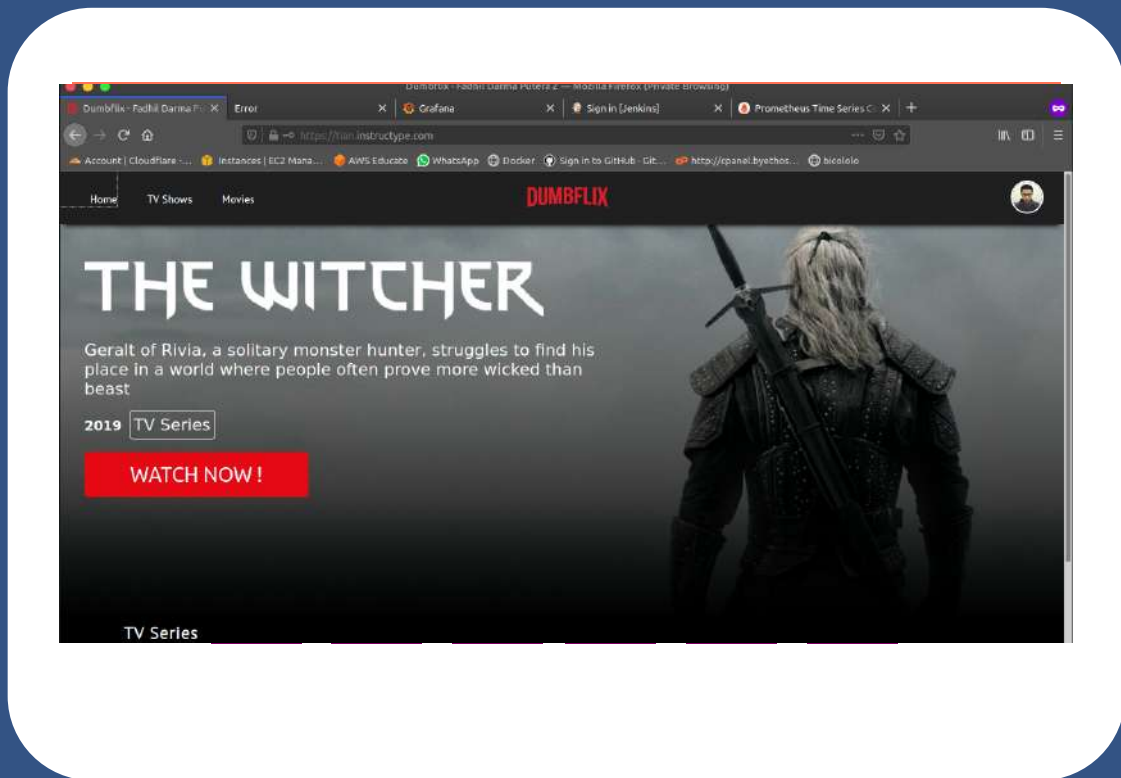 Dumbflix - Fadhil Darma Putera 2 — Mozilla Firefox (Private Browsing)
Dumbflix - Fadhil Darma Pu
Error
Grafana
Sign in [Jenkins]
Prometheus Time Series C
instructype.com
Account | Cloudflare -...
Instances | EC2 Mana...
AWS Educate
WhatsApp
Docker
Sign in to GitHub · Git...
http://cpanel.byethos...
bicololo
Home
TV Shows
Movies
DUMBFLIX
THE WITCHER
Geralt of Rivia, a solitary monster hunter, struggles to find his
place in a world where people often prove more wicked than
beast
2019 TV Series
WATCH NOW !
TV Series